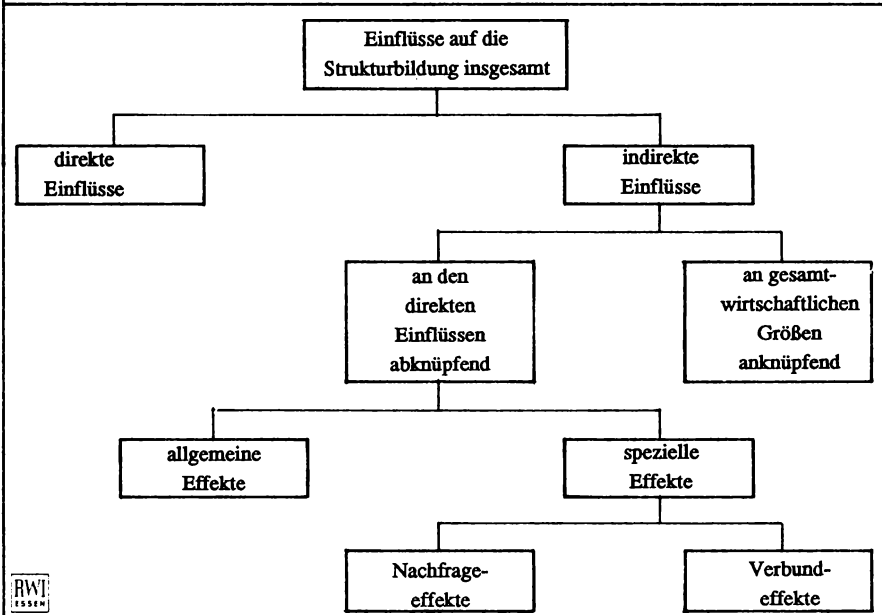 Einflüsse auf die
Strukturbildung insgesamt
direkte
Einflüsse
indirekte
Einflüsse
an den
direkten
Einflüssen
abknüpfend
an gesamt-
wirtschaftlichen
Größen
anknüpfend
allgemeine
Effekte
spezielle
Effekte
Nachfrage-
effekte
Verbund-
effekte
RWI
ESSEN